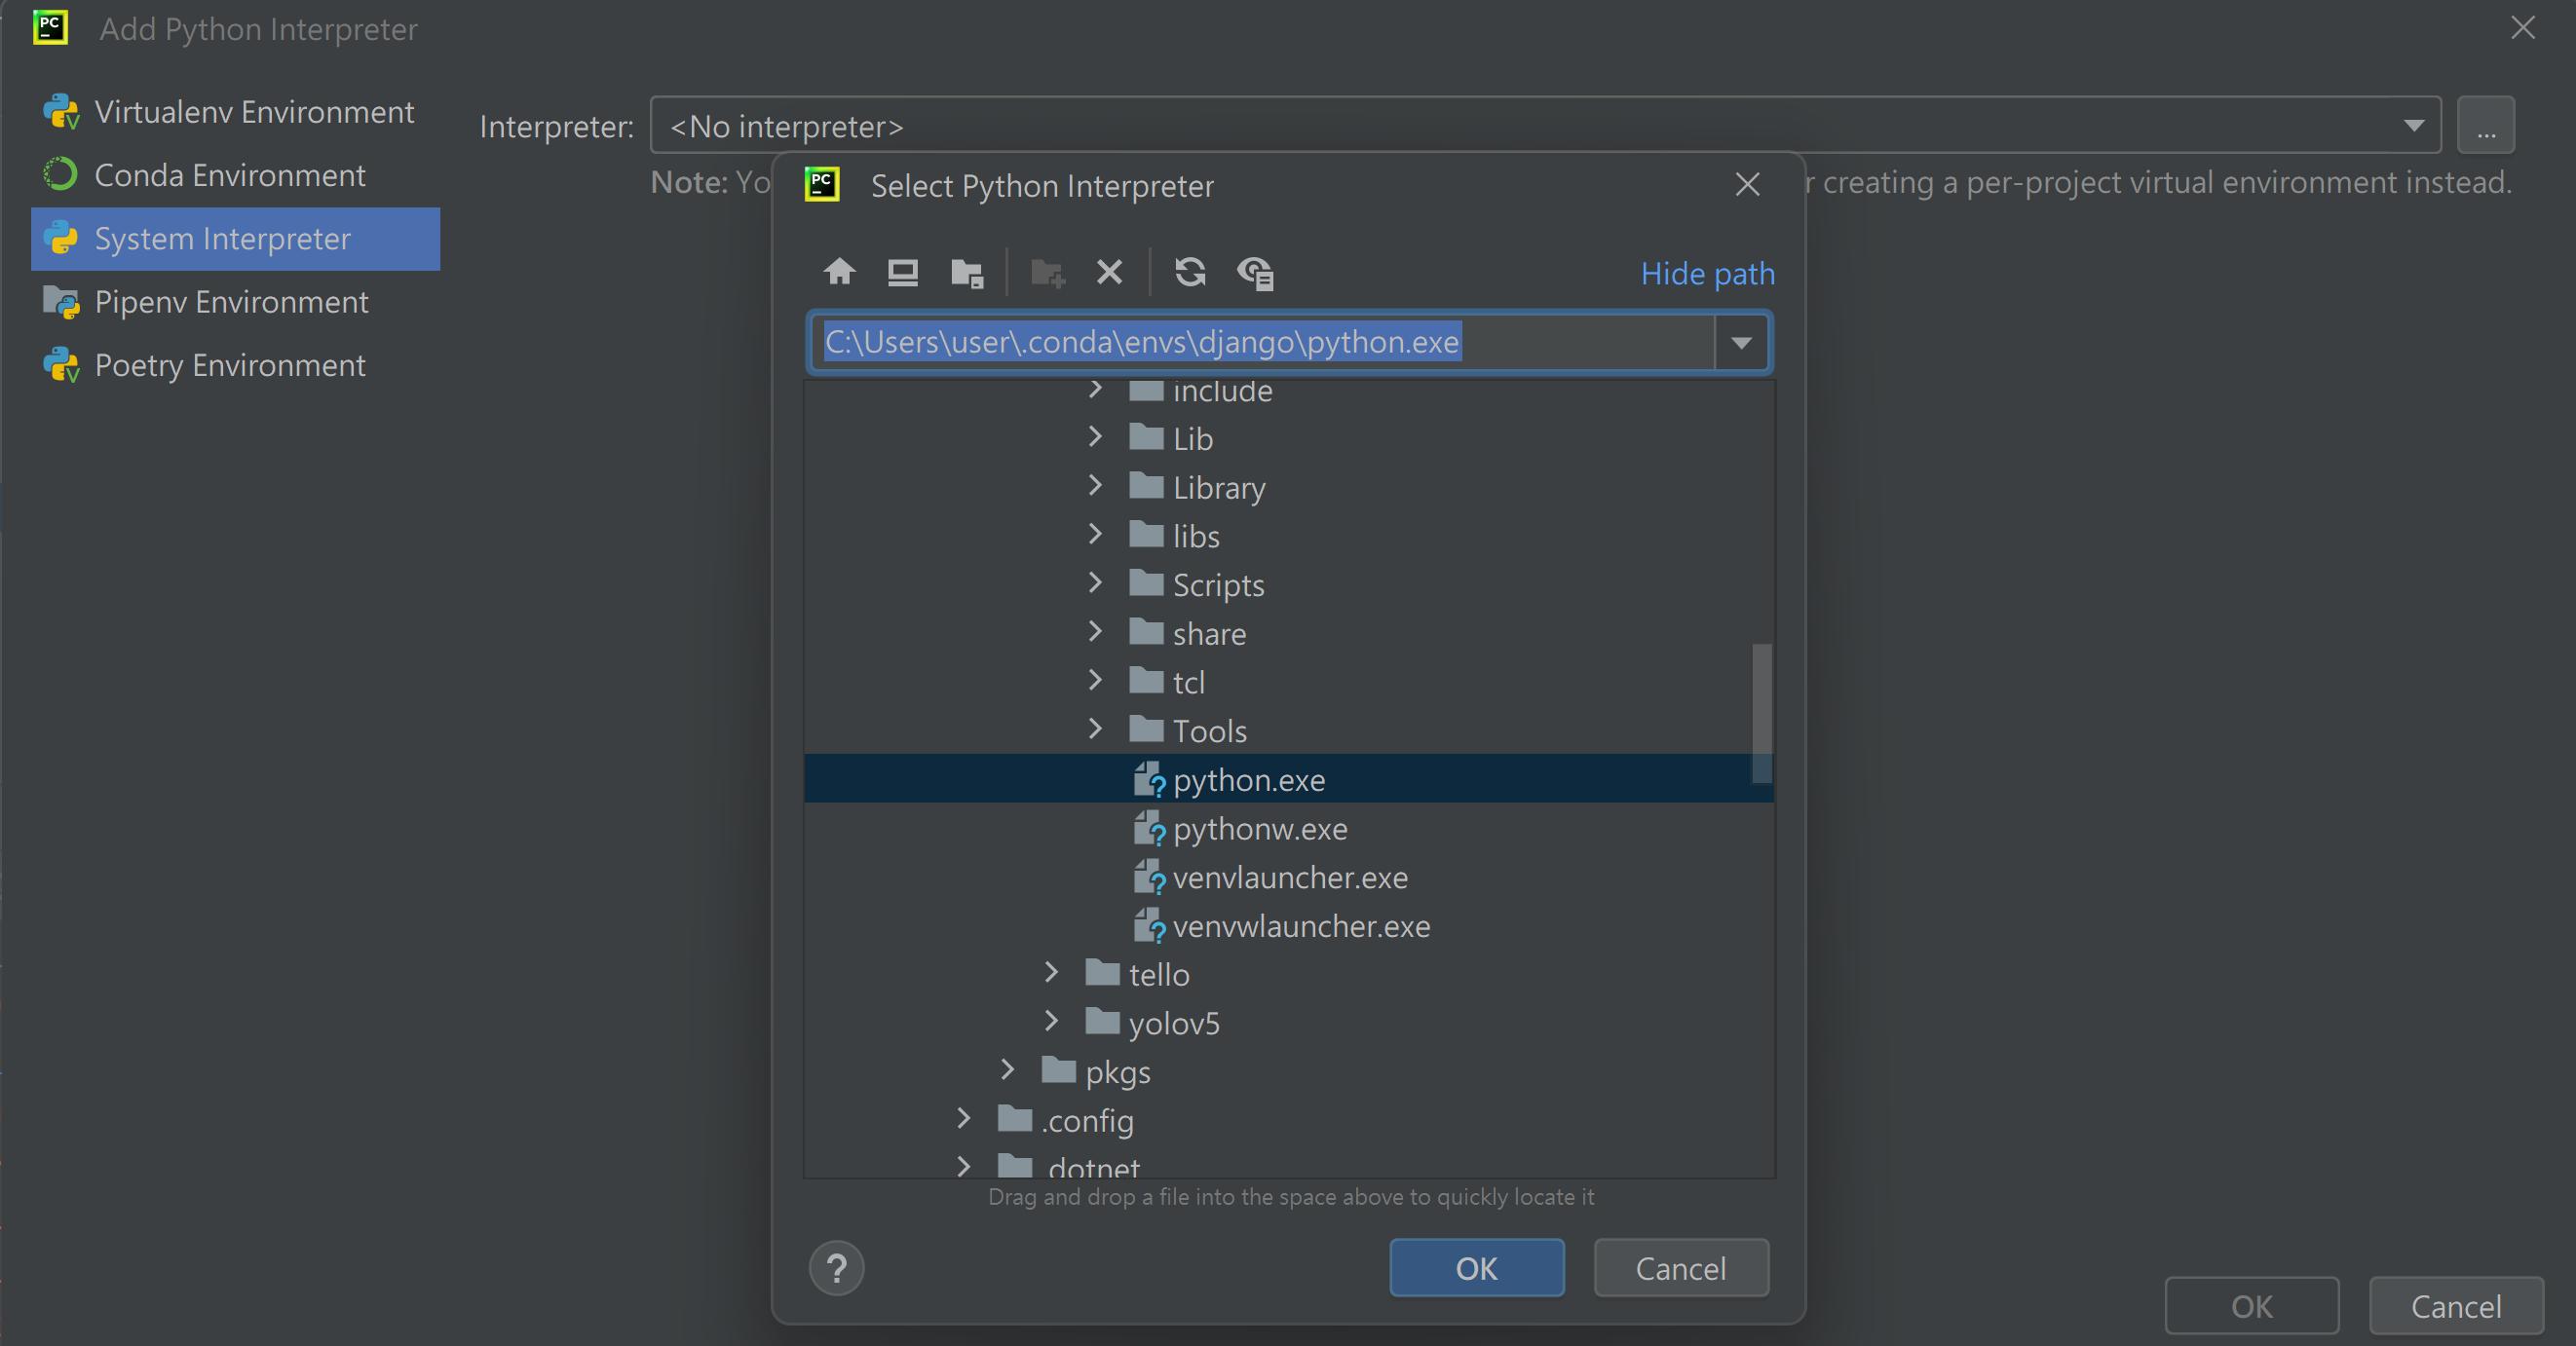 Add Python Interpreter
Virtualenv Environment
Conda Environment
System Interpreter
Pipenv Environment
Poetry Environment
Interpreter: <No interpreter>
...
Note: Yo
r creating a per-project virtual environment instead.
Select Python Interpreter
Hide path
C:\Users\user\.conda\envs\django\python.exe
include
Lib
Library
libs
Scripts
share
tcl
Tools
python.exe
pythonw.exe
venvlauncher.exe
venvwlauncher.exe
tello
yolov5
pkgs
.config
.dotnet
Drag and drop a file into the space above to quickly locate it
?
OK Cancel
OK Cancel